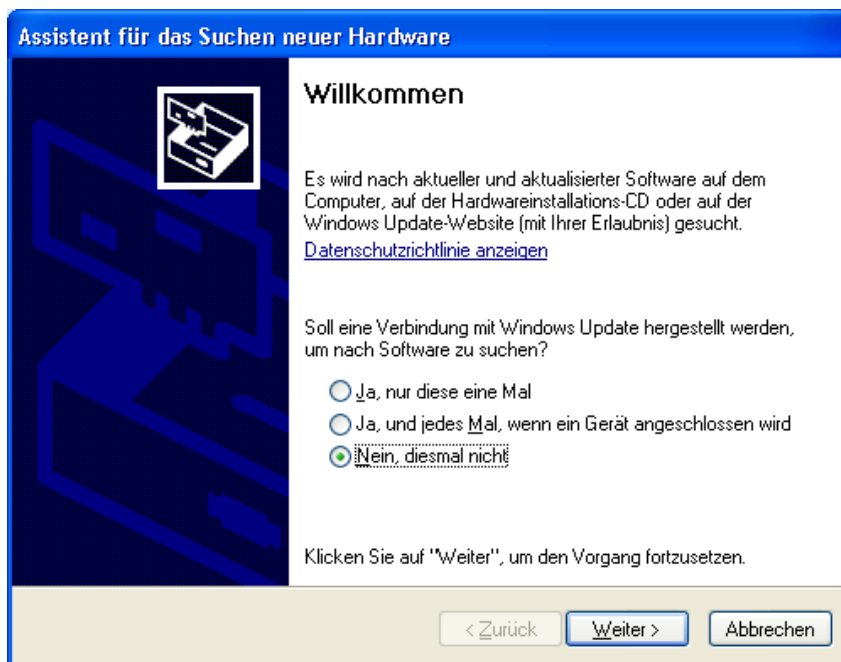 Assistent für das Suchen neuer Hardware
Willkommen
Es wird nach aktueller und aktualisierter Software auf dem
Computer, auf der Hardwareinstallations-CD oder auf der
Windows Update-Website (mit Ihrer Erlaubnis) gesucht.
Datenschutzrichtlinie anzeigen
Soll eine Verbindung mit Windows Update hergestellt werden,
um nach Software zu suchen?
Ja, nur diese eine Mal
Ja, und jedes Mal, wenn ein Gerät angeschlossen wird
Nein, diesmal nicht
Klicken Sie auf "Weiter", um den Vorgang fortzusetzen.
< Zurück Weiter > Abbrechen